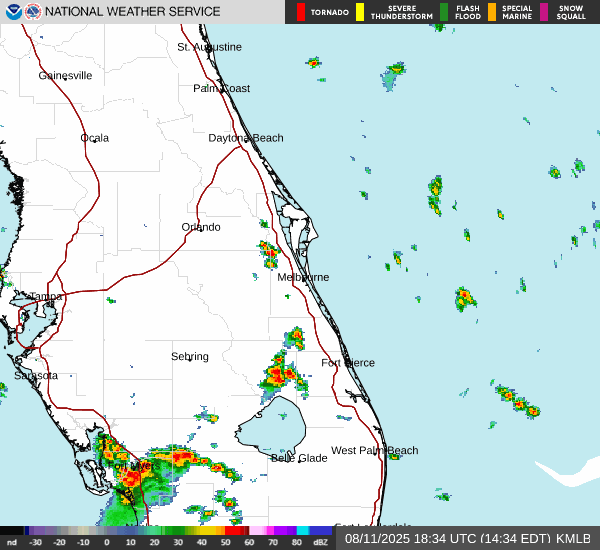 NATIONAL WEATHER SERVICE
TORNADO
SEVERE THUNDERSTORM
FLASH FLOOD
SPECIAL MARINE
SNOW SQUALL
St. Augustine
Gainesville
Palm Coast
Ocala
Daytona Beach
Orlando
Melbourne
Tampa
Sebring
Fort Pierce
Sarasota
West Palm Beach
Belle Glade
Fort Myers
Fort Lauderdale
nd -30 -20 -10 0 10 20 30 40 50 60 70 80 dBZ
08/11/2025 18:34 UTC (14:34 EDT) KMLB